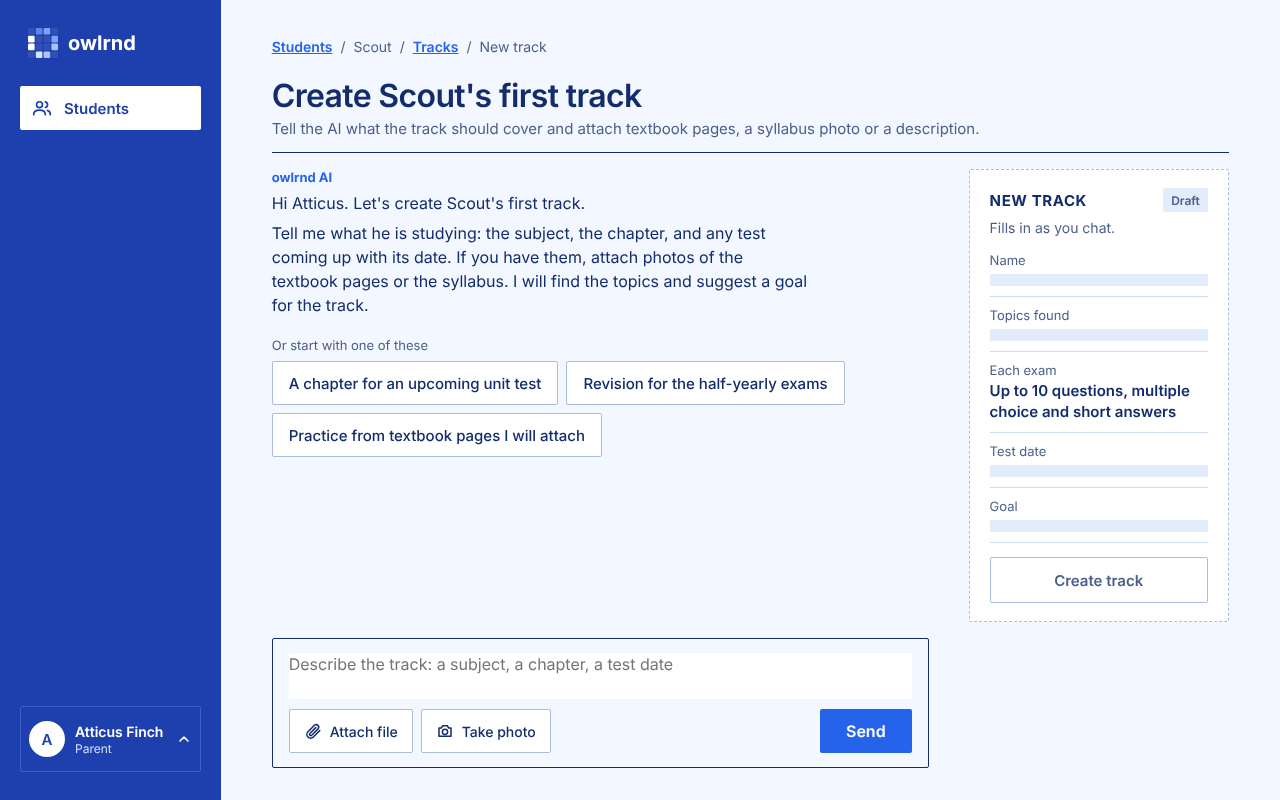 owlrnd
Students
Students / Scout / Tracks / New track
Create Scout's first track
Tell the AI what the track should cover and attach textbook pages, a syllabus photo or a description.
owlrnd AI
Hi Atticus. Let's create Scout's first track.
Tell me what he is studying: the subject, the chapter, and any test
coming up with its date. If you have them, attach photos of the
textbook pages or the syllabus. I will find the topics and suggest a goal
for the track.
Or start with one of these
A chapter for an upcoming unit test
Revision for the half-yearly exams
Practice from textbook pages I will attach
Describe the track: a subject, a chapter, a test date
Attach file
Take photo
Send
NEW TRACK
Draft
Fills in as you chat.
Name
Topics found
Each exam
Up to 10 questions, multiple
choice and short answers
Test date
Goal
Create track
A
Atticus Finch
Parent